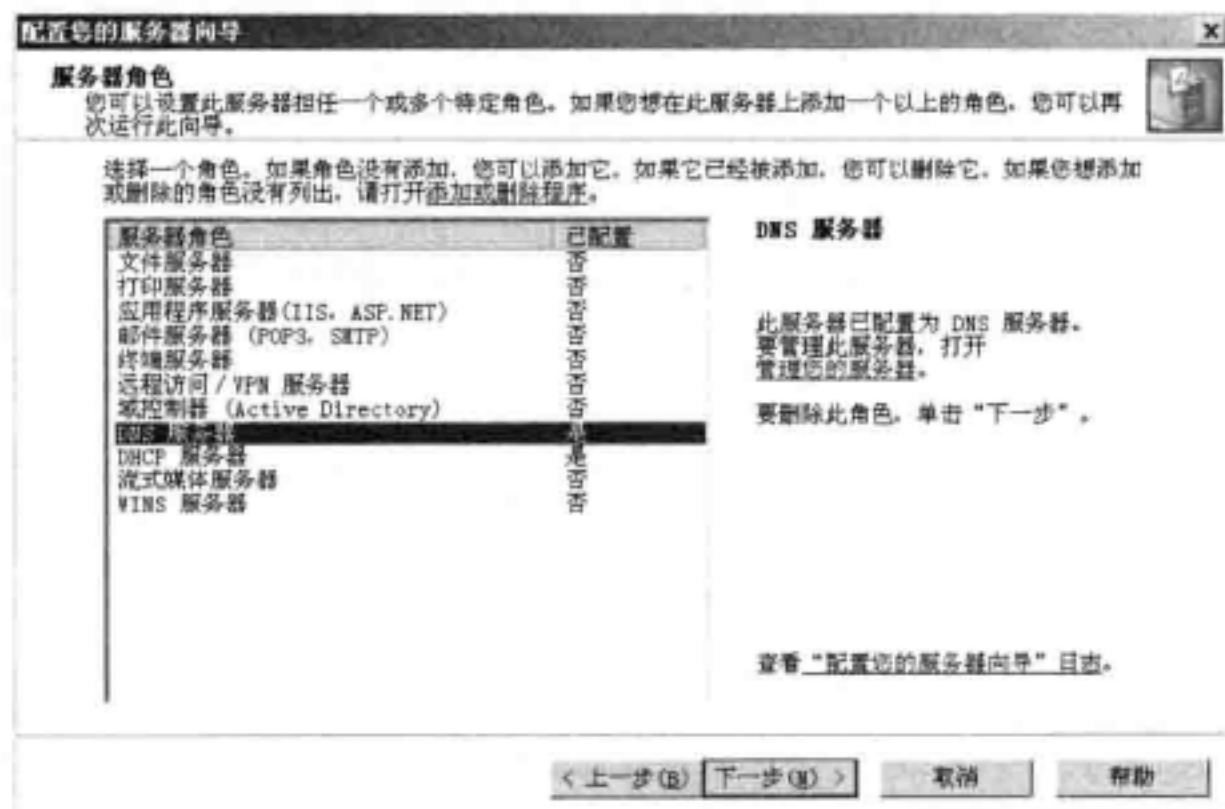 配置您的服务器向导
服务器角色
您可以设置此服务器担任一个或多个特定角色。如果您想在此服务器上添加一个以上的角色，您可以再
次运行此向导。
选择一个角色。如果角色没有添加，您可以添加它。如果它已经被添加，您可以删除它。如果您想添加
或删除的角色没有列出，请打开添加或删除程序。
服务器角色 已配置
文件服务器 否
打印服务器 否
应用程序服务器(IIS, ASP.NET) 否
邮件服务器 (POP3, SMTP) 否
终端服务器 否
远程访问/VPN 服务器 否
域控制器 (Active Directory) 否
DNS 服务器 是
DHCP 服务器 是
流式媒体服务器 否
WINS 服务器 否
DNS 服务器
此服务器已配置为 DNS 服务器。
要管理此服务器，打开
管理您的服务器。
要删除此角色，单击“下一步”。
查看“配置您的服务器向导”日志。
< 上一步(B) 下一步(N) > 取消 帮助